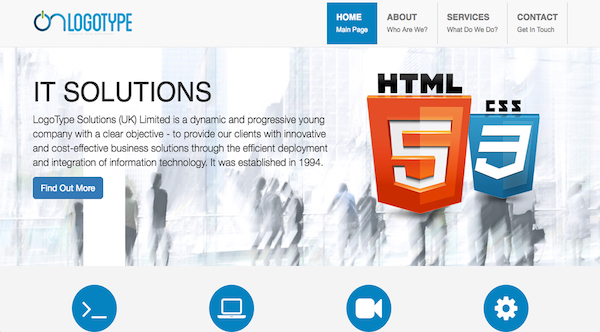 ON LOGOTYPE
HOME
Main Page
ABOUT
Who Are We?
SERVICES
What Do We Do?
CONTACT
Get In Touch
IT SOLUTIONS
LogoType Solutions (UK) Limited is a dynamic and progressive young
company with a clear objective - to provide our clients with innovative
and cost-effective business solutions through the efficient deployment
and integration of information technology. It was established in 1994.
Find Out More
HTML
5
CSS
3